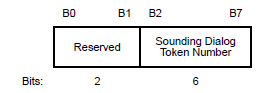 B0 B1 B2 B7
Reserved
Sounding Dialog
Token Number
Bits: 2 6